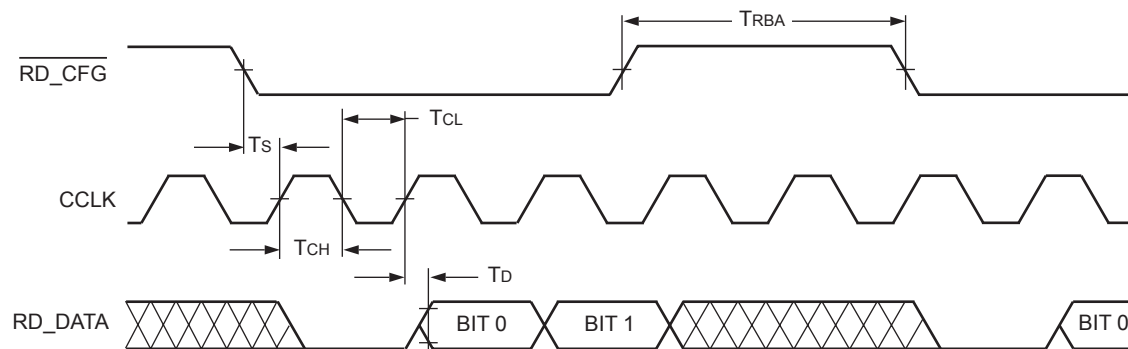 TRBA
RD_CFG
TCL
TS
CCLK
TCH
TD
RD_DATA
BIT 0
BIT 1
BIT 0